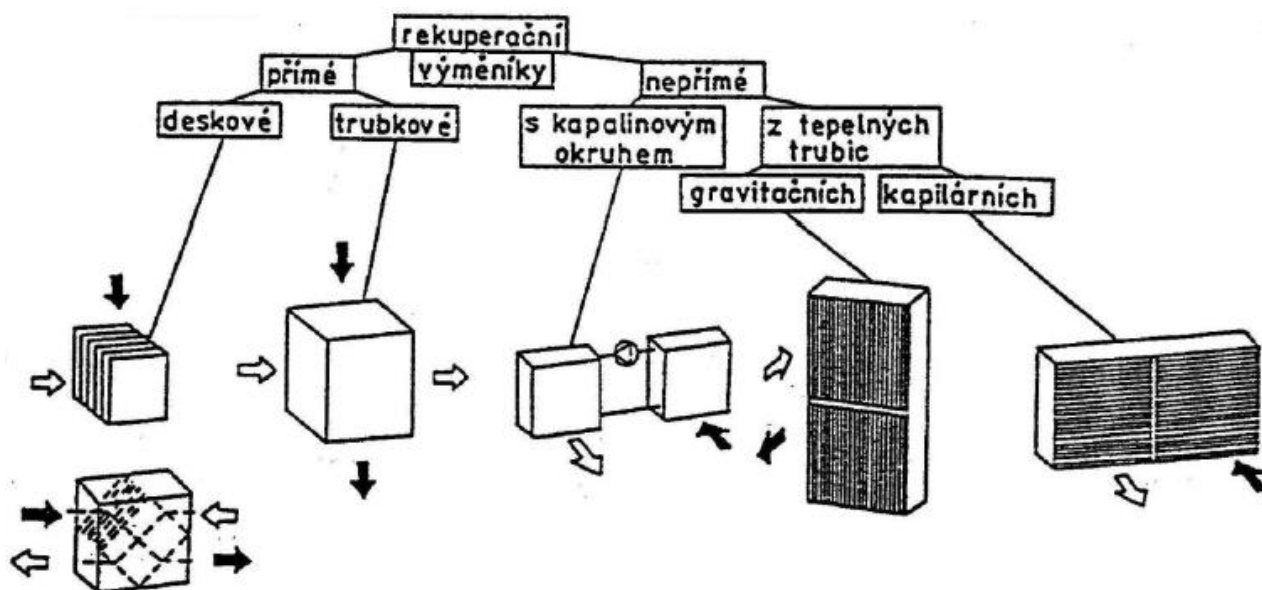 rekuperační
výměníky
přímé
nepřímé
deskové
trubkové
s kapalinovým
okruhem
z tepelných
trubic
gravitačních
kapilárních